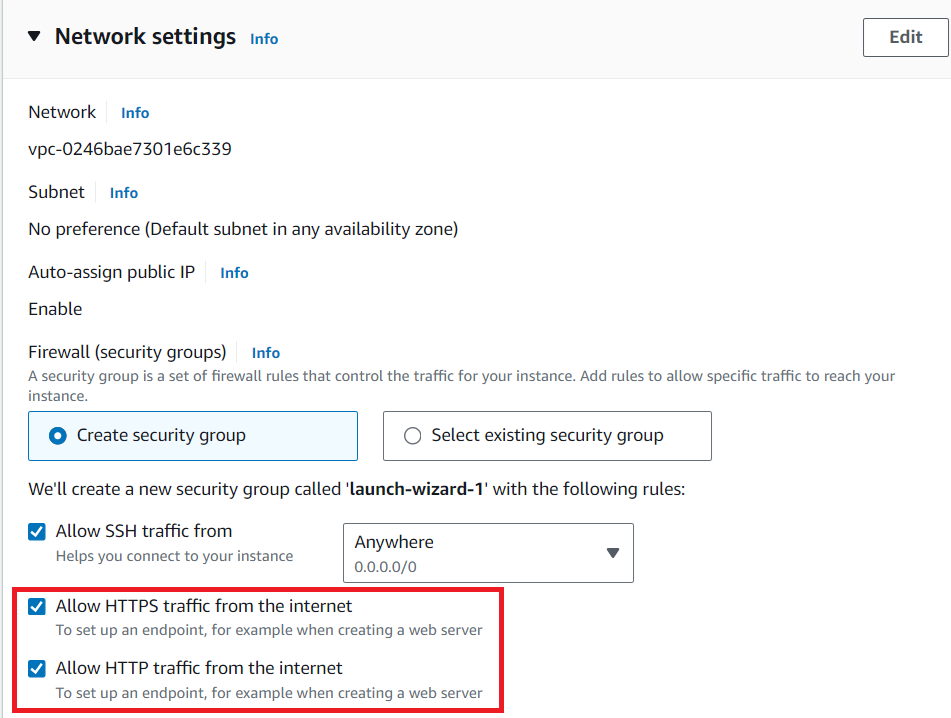 Network settings Info
Edit
Network Info
vpc-0246bae7301e6c339
Subnet Info
No preference (Default subnet in any availability zone)
Auto-assign public IP Info
Enable
Firewall (security groups) Info
A security group is a set of firewall rules that control the traffic for your instance. Add rules to allow specific traffic to reach your
instance.
Create security group
Select existing security group
We'll create a new security group called 'launch-wizard-1' with the following rules:
Allow SSH traffic from
Helps you connect to your instance
Anywhere
0.0.0.0/0
Allow HTTPS traffic from the internet
To set up an endpoint, for example when creating a web server
Allow HTTP traffic from the internet
To set up an endpoint, for example when creating a web server